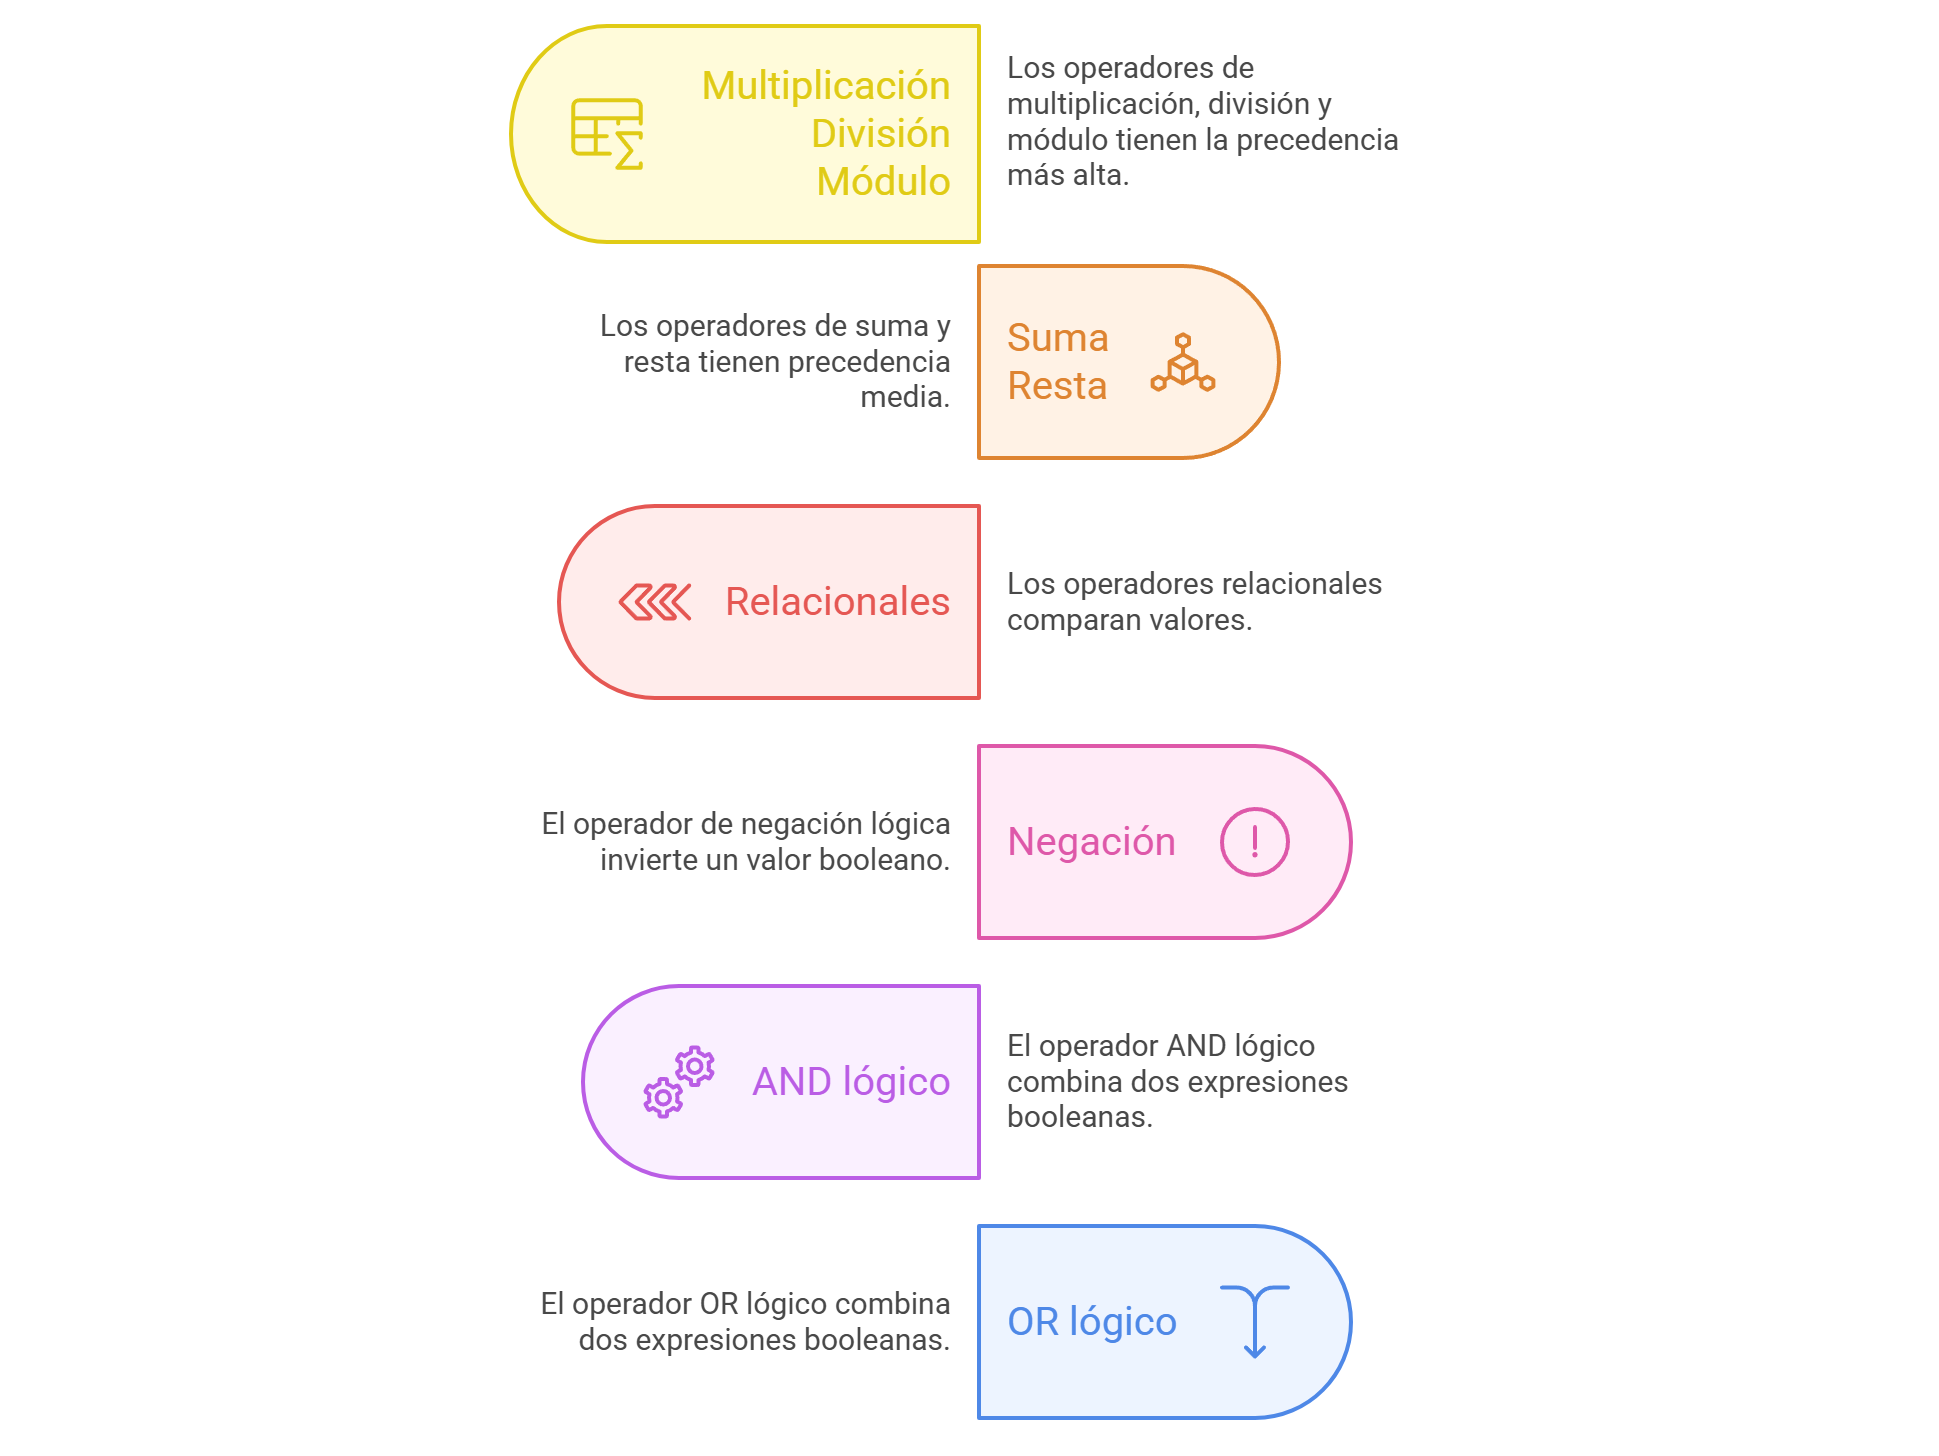 Multiplicación
División
Módulo
Los operadores de
multiplicación, división y
módulo tienen la precedencia
más alta.
Los operadores de suma y
resta tienen precedencia
media.
Suma
Resta
Relacionales
Los operadores relacionales
comparan valores.
El operador de negación lógica
invierte un valor booleano.
Negación
AND lógico
El operador AND lógico
combina dos expresiones
booleanas.
El operador OR lógico combina
dos expresiones booleanas.
OR lógico